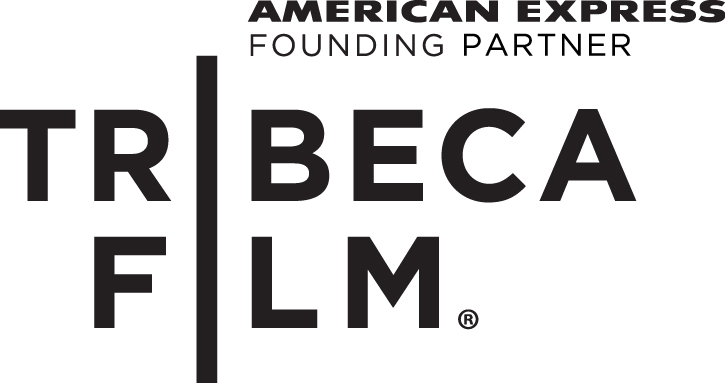 AMERICAN EXPRESS
FOUNDING PARTNER
TRIBECA
FILM®